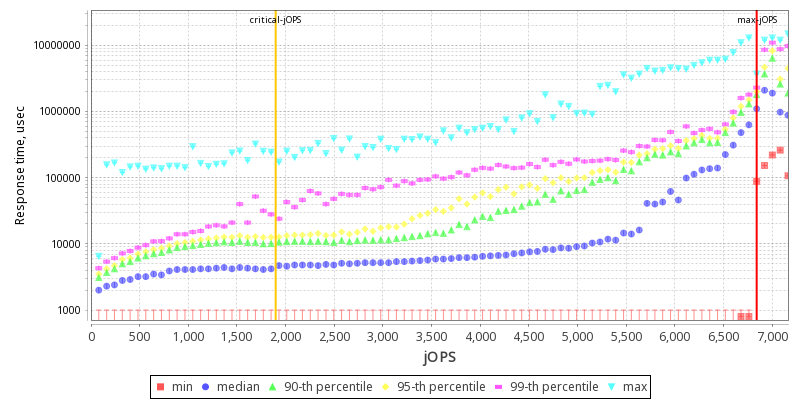 critical-jOPS max-jOPS
10000000
1000000
100000
10000
1000
Response time, usec
0 500 1,000 1,500 2,000 2,500 3,000 3,500 4,000 4,500 5,000 5,500 6,000 6,500 7,000
jOPS
min median 90-th percentile 95-th percentile 99-th percentile max